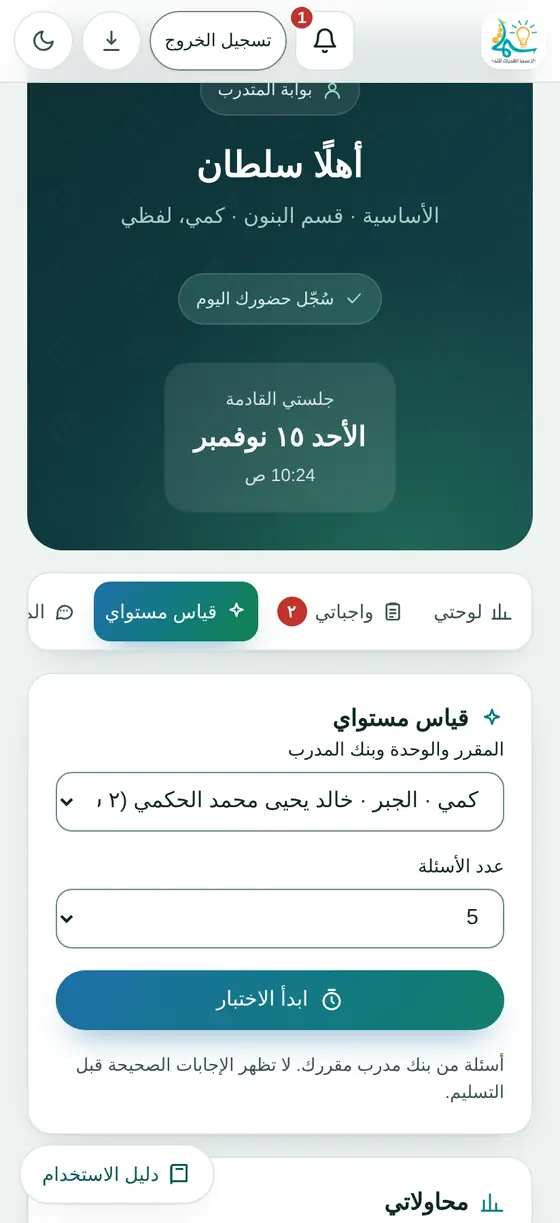 1
تسجيل الخروج
بوابة المتدرب
أهلًا سلطان
الأساسية · قسم البنون · كمي، لفظي
سُجّل حضورك اليوم
جلستي القادمة
الأحد ١٥ نوفمبر
10:24 ص
لوحتي
واجباتي ٢
قياس مستواي
قياس مستواي
المقرر والوحدة وبنك المدرب
كمي · الجبر · خالد يحيى محمد الحكمي (٢
عدد الأسئلة
5
ابدأ الاختبار
أسئلة من بنك مدرب مقررك. لا تظهر الإجابات الصحيحة قبل
التسليم.
دليل الاستخدام
محاولاتي